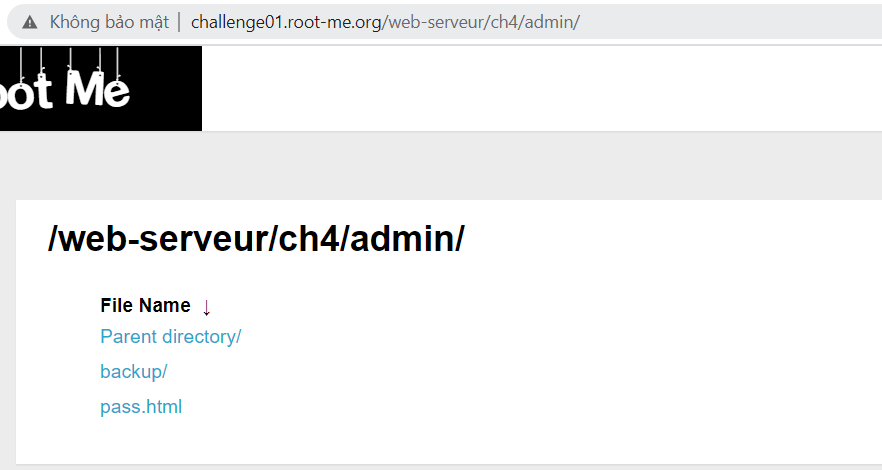 Không bảo mật | challenge01.root-me.org/web-serveur/ch4/admin/
oot Me
/web-serveur/ch4/admin/
File Name ↓
Parent directory/
backup/
pass.html